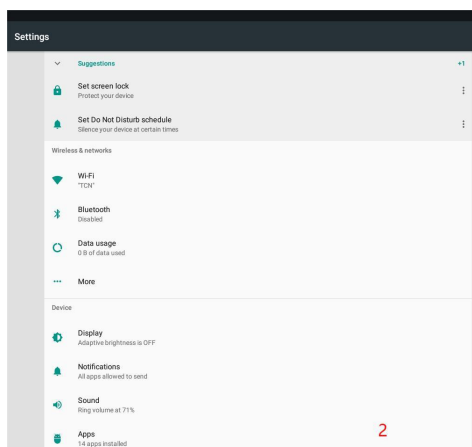 Settings
Suggestions
+1
Set screen lock
Protect your device
Set Do Not Disturb schedule
Silence your device at certain times
Wireless & networks
Wi-Fi
"TCN"
Bluetooth
Disabled
Data usage
0 B of data used
More
Device
Display
Adaptive brightness is OFF
Notifications
All apps allowed to send
Sound
Ring volume at 71%
Apps
14 apps installed
2